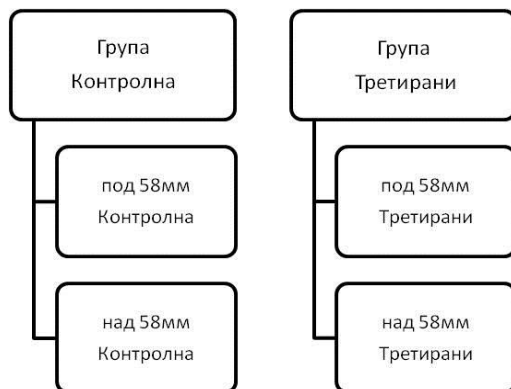 Група
Контролна
под 58мм
Контролна
над 58мм
Контролна
Група
Третирани
под 58мм
Третирани
над 58мм
Третирани